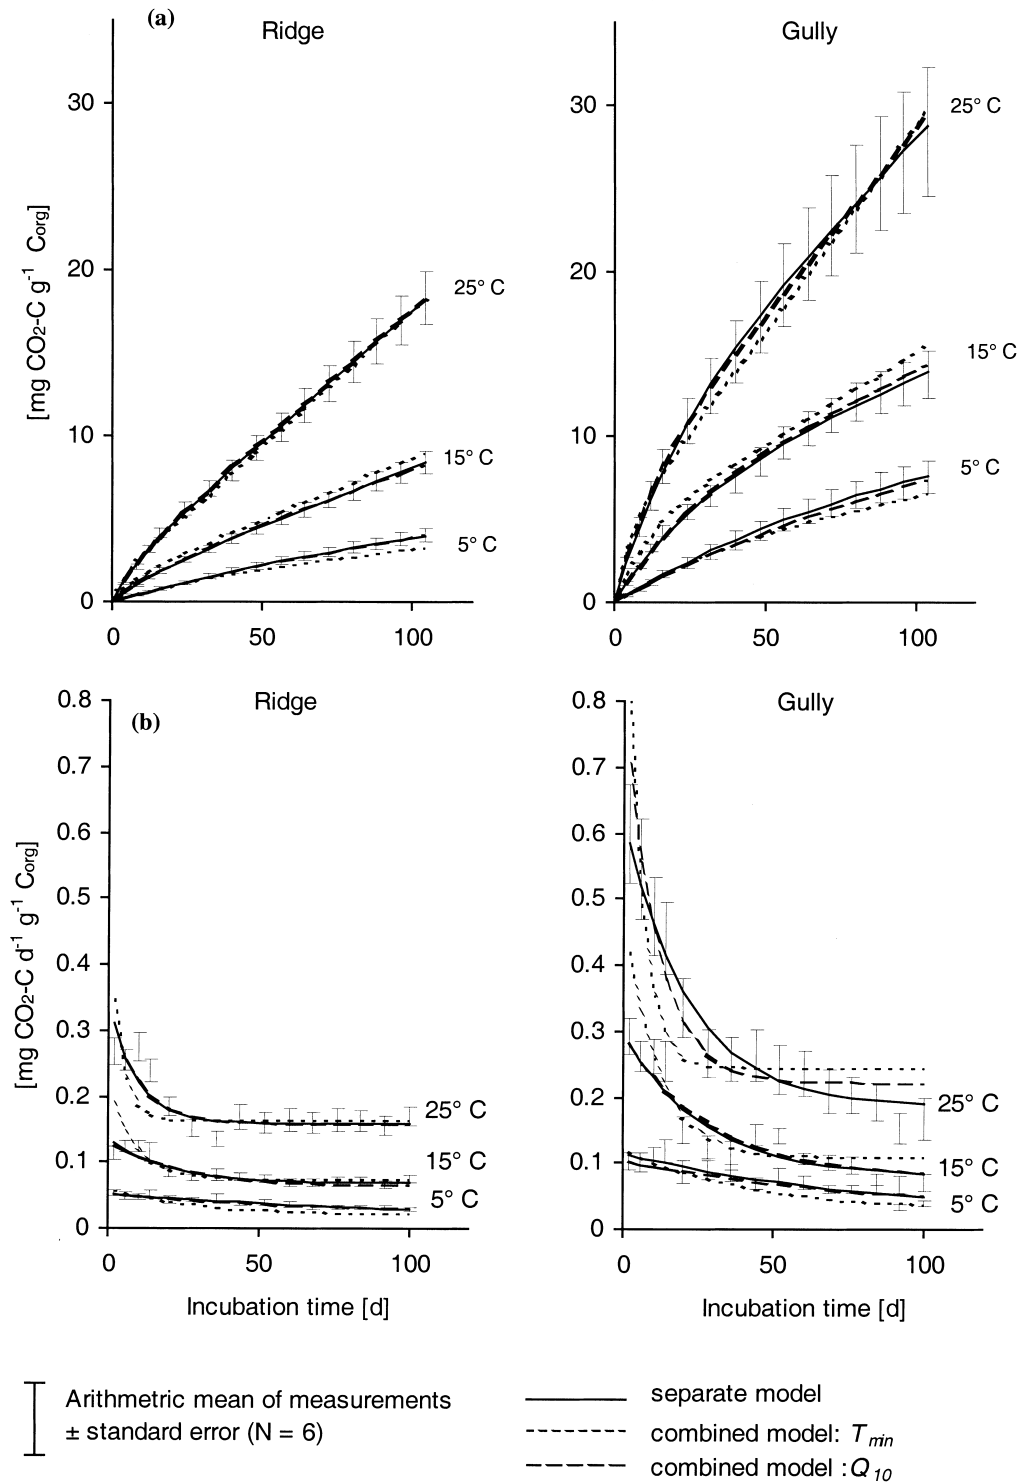 (a)
Ridge
Gully
30
20
10
0
[mg CO2-C g-1 Corg]
25° C
15° C
5° C
0 50 100
30
20
10
0
25° C
15° C
5° C
0 50 100
(b)
Ridge
Gully
0.8
0.7
0.6
0.5
0.4
0.3
0.2
0.1
0
[mg CO2-C d-1 g-1 Corg]
25° C
15° C
5° C
0 50 100
Incubation time [d]
0.8
0.7
0.6
0.5
0.4
0.3
0.2
0.1
0
25° C
15° C
5° C
0 50 100
Incubation time [d]
Arithmetric mean of measurements
± standard error (N = 6)
separate model
combined model: Tmin
combined model :Q10